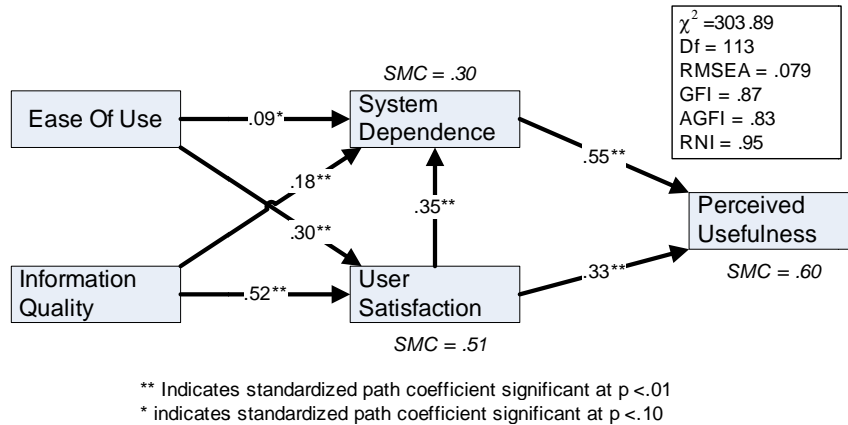 χ² =303.89
Df = 113
RMSEA = .079
GFI = .87
AGFI = .83
RNI = .95
SMC = .30
Ease Of Use
.09*
System
Dependence
.18**
.55**
.35**
.30**
Perceived
Usefulness
Information
Quality
.52**
User
Satisfaction
.33**
SMC = .60
SMC = .51
** Indicates standardized path coefficient significant at p <.01
* indicates standardized path coefficient significant at p <.10